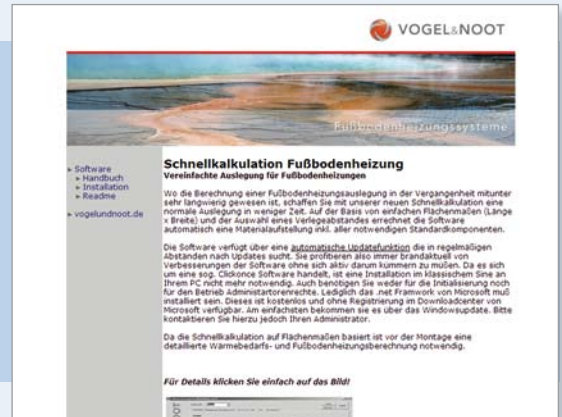 VOGEL&NOOT
Fußbodenheizungssysteme
Software
Handbuch
Installation
Readme
vogelundnoot.de
Schnellkalkulation Fußbodenheizung
Vereinfachte Auslegung für Fußbodenheizungen
Wo die Berechnung einer Fußbodenheizungsauslegung in der Vergangenheit mitunter
sehr langwierig gewesen ist, schaffen Sie mit unserer neuen Schnellkalkulation eine
normale Auslegung in weniger Zeit. Auf der Basis von einfachen Flächenmaßen (Länge
x Breite) und der Auswahl eines Verlegeabstandes errechnet die Software
automatisch eine Materialaufstellung inkl. aller notwendigen Standardkomponenten.
Die Software verfügt über eine automatische Updatefunktion die in regelmäßigen
Abständen nach Updates sucht. Sie profitieren also immer brandaktuell von
Verbesserungen der Software ohne sich aktiv darum kümmern zu müßen. Da es sich
um eine sog. Clickonce Software handelt, ist eine Installation im klassischem Sine an
Ihrem PC nicht mehr notwendig. Auch benötigen Sie weder für die Initialisierung noch
für den Betrieb Administartorenrechte. Lediglich das .net Framwork von Microsoft muß
installiert sein. Dieses ist kostenlos und ohne Registrierung im Downloadcenter von
Microsoft verfügbar. Am einfachsten bekommen sie es über das Windowsupdate. Bitte
kontaktieren Sie hierzu jedoch Ihren Administrator.
Da die Schnellkalkulation auf Flächenmaßen basiert ist vor der Montage eine
detaillierte Wärmebedarfs- und Fußbodenheizungsberechnung notwendig.
Für Details klicken Sie einfach auf das Bild!